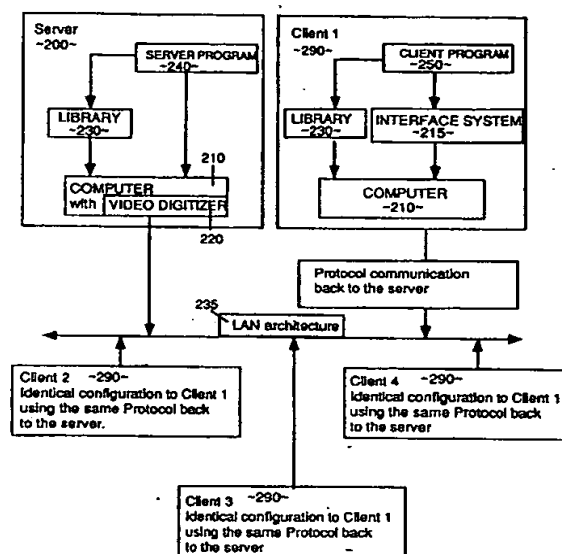 Server
~200~
SERVER PROGRAM
~240~
LIBRARY
~230~
210
COMPUTER
with VIDEO DIGITIZER
220
Client 1
~290~
CLIENT PROGRAM
~250~
LIBRARY
~230~
INTERFACE SYSTEM
~215~
COMPUTER
~210~
Protocol communication
back to the server
235
LAN architecture
Client 2 ~290~
Identical configuration to Client 1
using the same Protocol back
to the server.
Client 4 ~290~
Identical configuration to Client 1
using the same Protocol back
to the server
Client 3 ~290~
Identical configuration to Client 1
using the same Protocol back
to the server